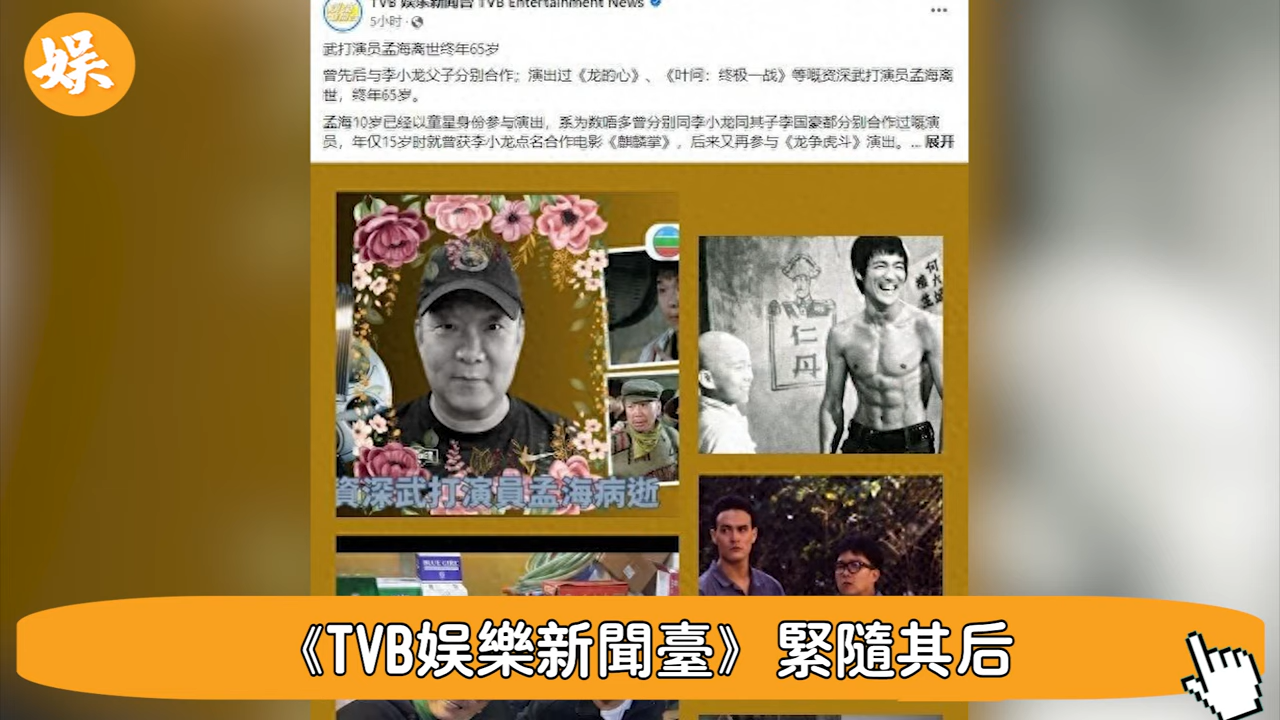 娱
TVB 娱乐新闻台 TVB Entertainment News
5小时
武打演员孟海离世终年65岁
曾先后与李小龙父子分别合作；演出过《龙的心》、《叶问：终极一战》等嘅资深武打演员孟海离
世，终年65岁。
孟海10岁已经以童星身份参与演出，系为数唔多曾分别同李小龙同其子李国豪都分别合作过嘅演
员，年仅15岁时就曾获李小龙点名合作电影《麒麟掌》，后来又再参与《龙争虎斗》演出。... 展开
資深武打演員孟海病逝
仁丹
BLUE GIRL
《TVB娱樂新聞臺》緊隨其后